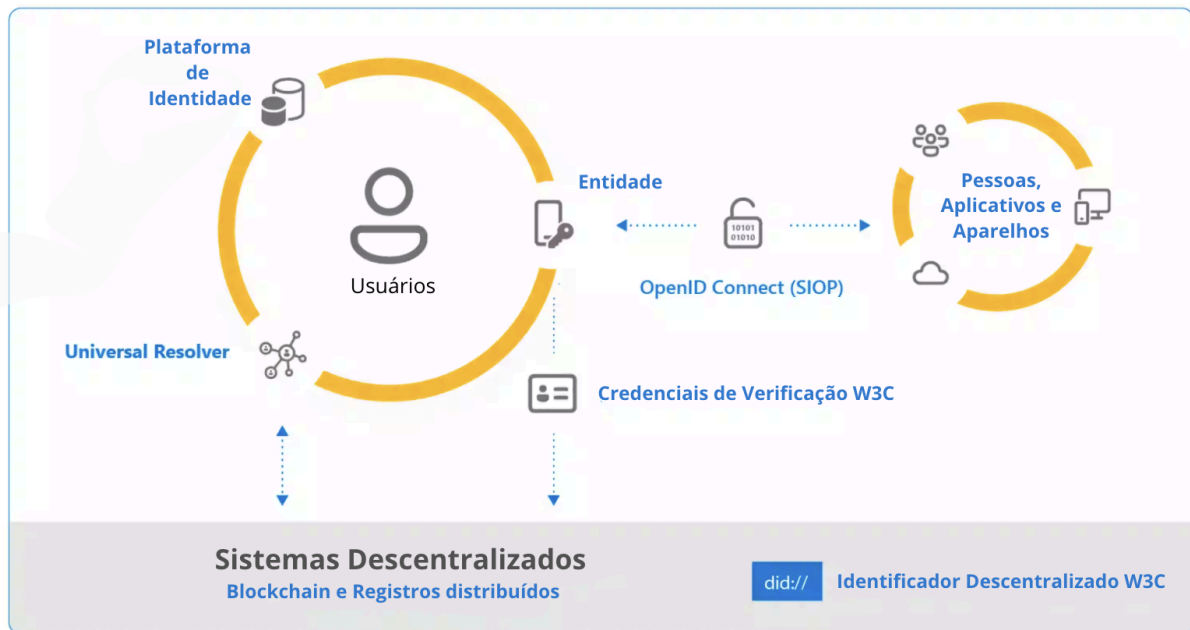 Plataforma
de
Identidade
Entidade
Pessoas,
Aplicativos e
Aparelhos
10101
01010
Usuários
OpenID Connect (SIOP)
Universal Resolver
Credenciais de Verificação W3C
Sistemas Descentralizados
Blockchain e Registros distribuídos
did://
Identificador Descentralizado W3C